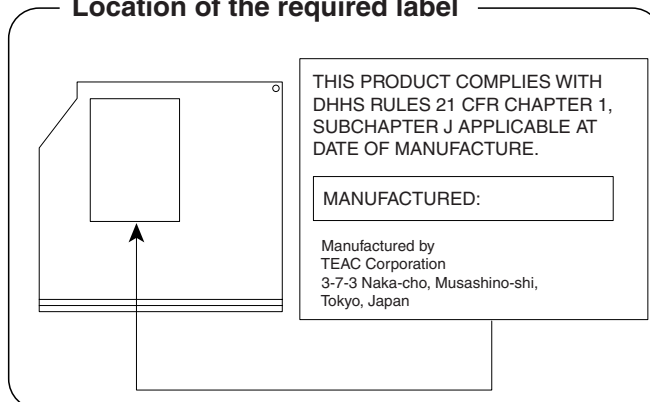 Location of the required label
THIS PRODUCT COMPLIES WITH
DHHS RULES 21 CFR CHAPTER 1,
SUBCHAPTER J APPLICABLE AT
DATE OF MANUFACTURE.
MANUFACTURED:
Manufactured by
TEAC Corporation
3-7-3 Naka-cho, Musashino-shi,
Tokyo, Japan